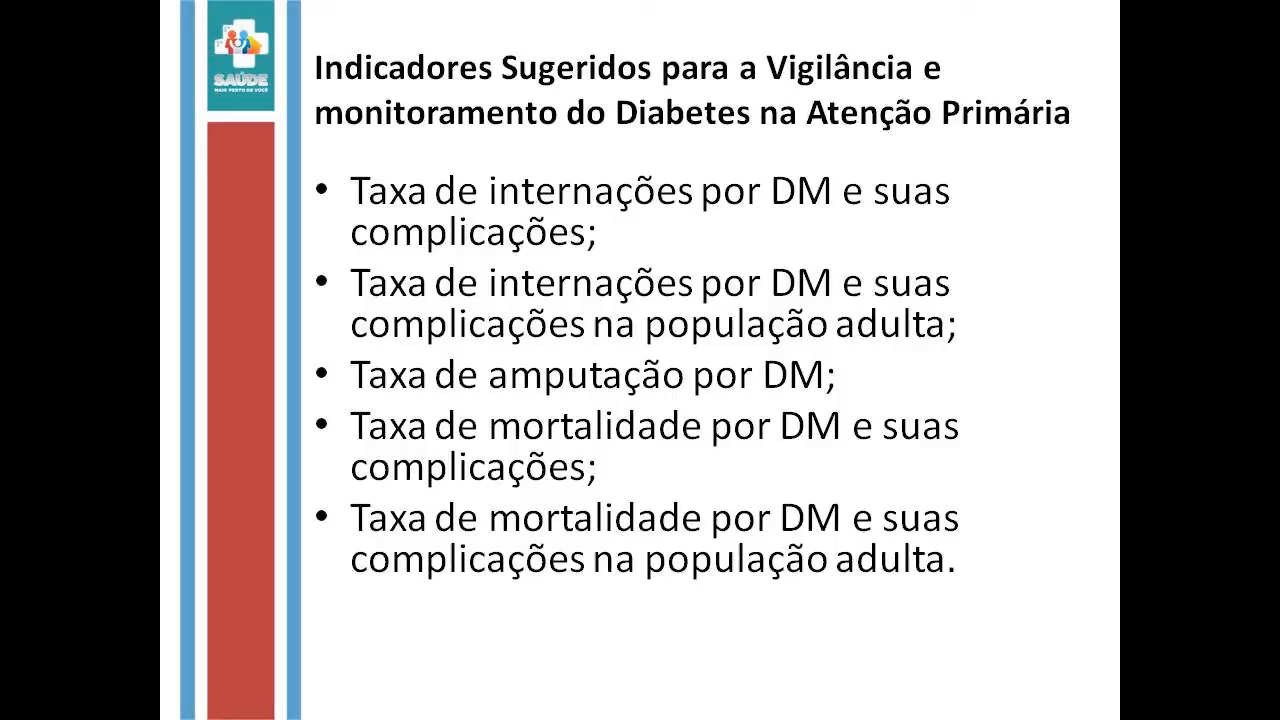 SAÚDE
MAIS PERTO DE VOCÊ
Indicadores Sugeridos para a Vigilância e
monitoramento do Diabetes na Atenção Primária
• Taxa de internações por DM e suas
complicações;
• Taxa de internações por DM e suas
complicações na população adulta;
• Taxa de amputação por DM;
• Taxa de mortalidade por DM e suas
complicações;
• Taxa de mortalidade por DM e suas
complicações na população adulta.